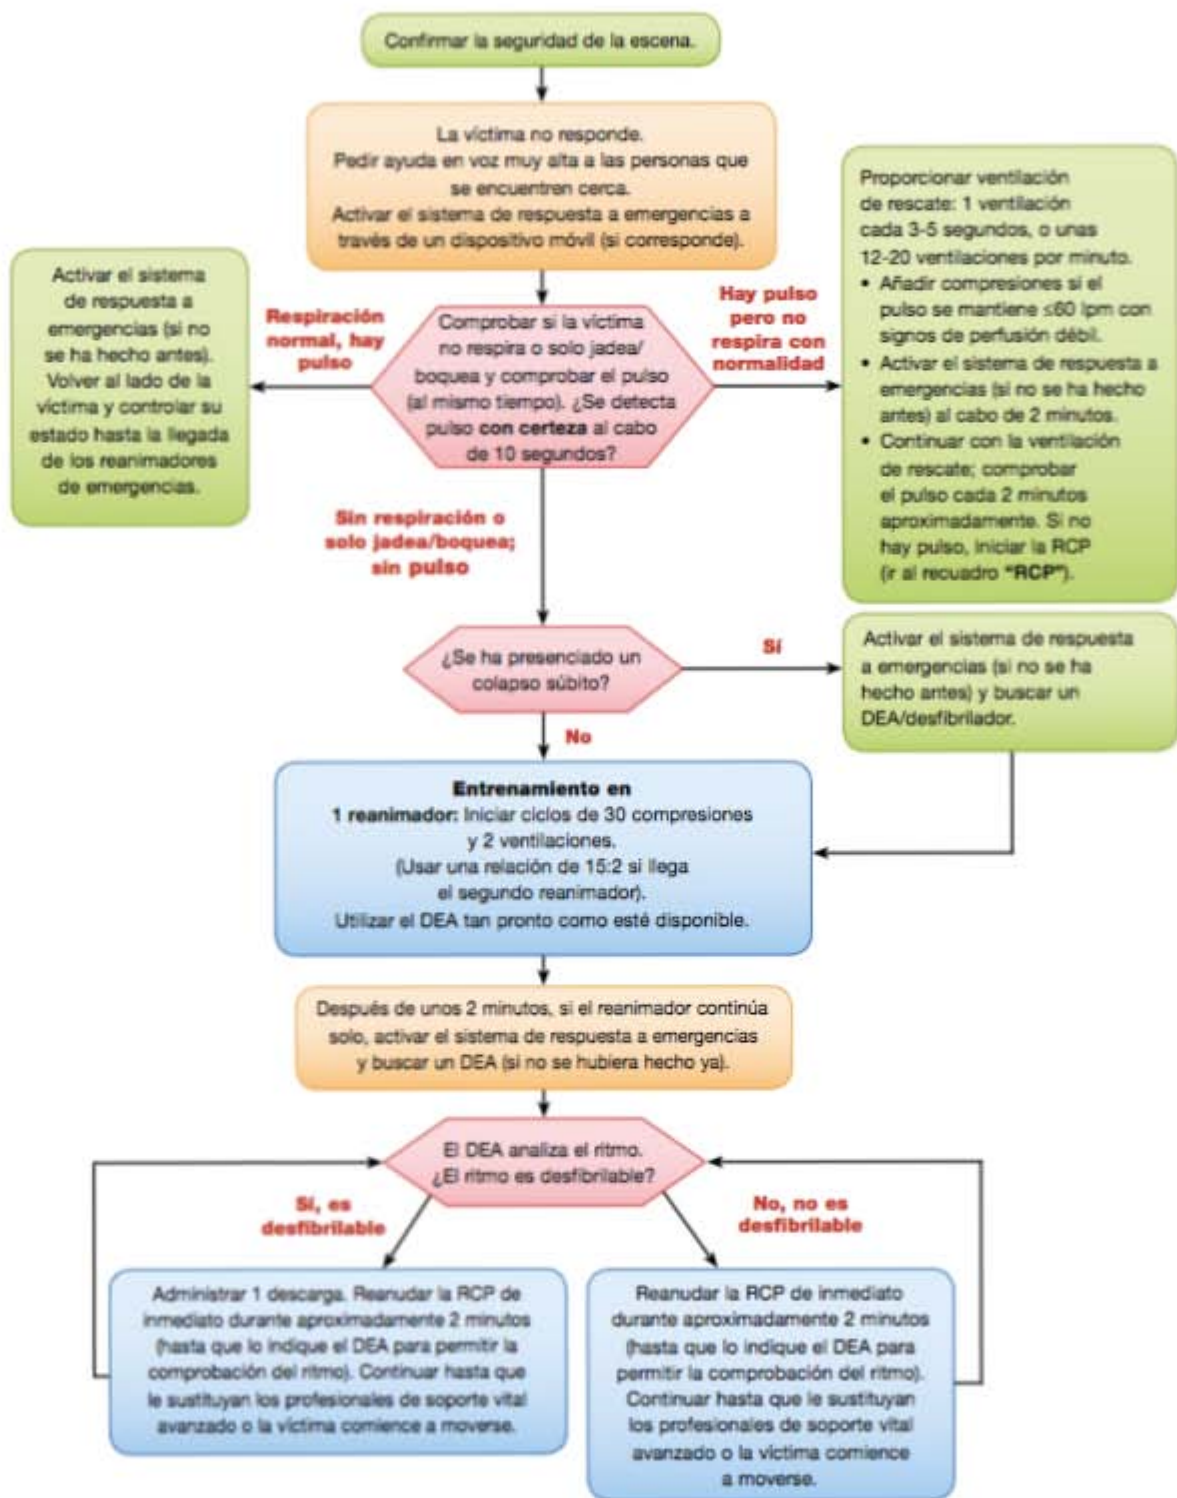 Confirmar la seguridad de la escena.
La víctima no responde.
Pedir ayuda en voz muy alta a las personas que
se encuentren cerca.
Activar el sistema de respuesta a emergencias a
través de un dispositivo móvil (si corresponde).
Activar el sistema
de respuesta a
emergencias (si no
se ha hecho antes).
Volver al lado de la
víctima y controlar su
estado hasta la llegada
de los reanimadores
de emergencias.
Respiración
normal, hay
pulso
Comprobar si la víctima
no respira o solo jadea/
boquea y comprobar el pulso
(al mismo tiempo). ¿Se detecta
pulso con certeza al cabo
de 10 segundos?
Hay pulso
pero no
respira con
normalidad
Proporcionar ventilación
de rescate: 1 ventilación
cada 3-5 segundos, o unas
12-20 ventilaciones por minuto.
• Añadir compresiones si el
pulso se mantiene ≤60 lpm con
signos de perfusión débil.
• Activar el sistema de respuesta a
emergencias (si no se ha hecho
antes) al cabo de 2 minutos.
• Continuar con la ventilación
de rescate; comprobar
el pulso cada 2 minutos
aproximadamente. Si no
hay pulso, iniciar la RCP
(ir al recuadro "RCP").
Sin respiración o
solo jadea/boquea;
sin pulso
¿Se ha presenciado un
colapso súbito?
Sí
Activar el sistema de respuesta
a emergencias (si no se ha
hecho antes) y buscar un
DEA/desfibrilador.
No
Entrenamiento en
1 reanimador: Iniciar ciclos de 30 compresiones
y 2 ventilaciones.
(Usar una relación de 15:2 si llega
el segundo reanimador).
Utilizar el DEA tan pronto como esté disponible.
Después de unos 2 minutos, si el reanimador continúa
solo, activar el sistema de respuesta a emergencias
y buscar un DEA (si no se hubiera hecho ya).
El DEA analiza el ritmo.
¿El ritmo es desfibrilable?
Sí, es
desfibrilable
No, no es
desfibrilable
Administrar 1 descarga. Reanudar la RCP de
inmediato durante aproximadamente 2 minutos
(hasta que lo indique el DEA para permitir la
comprobación del ritmo). Continuar hasta que
le sustituyan los profesionales de soporte vital
avanzado o la víctima comience a moverse.
Reanudar la RCP de inmediato
durante aproximadamente 2 minutos
(hasta que lo indique el DEA para
permitir la comprobación del ritmo).
Continuar hasta que le sustituyan
los profesionales de soporte vital
avanzado o la víctima comience
a moverse.